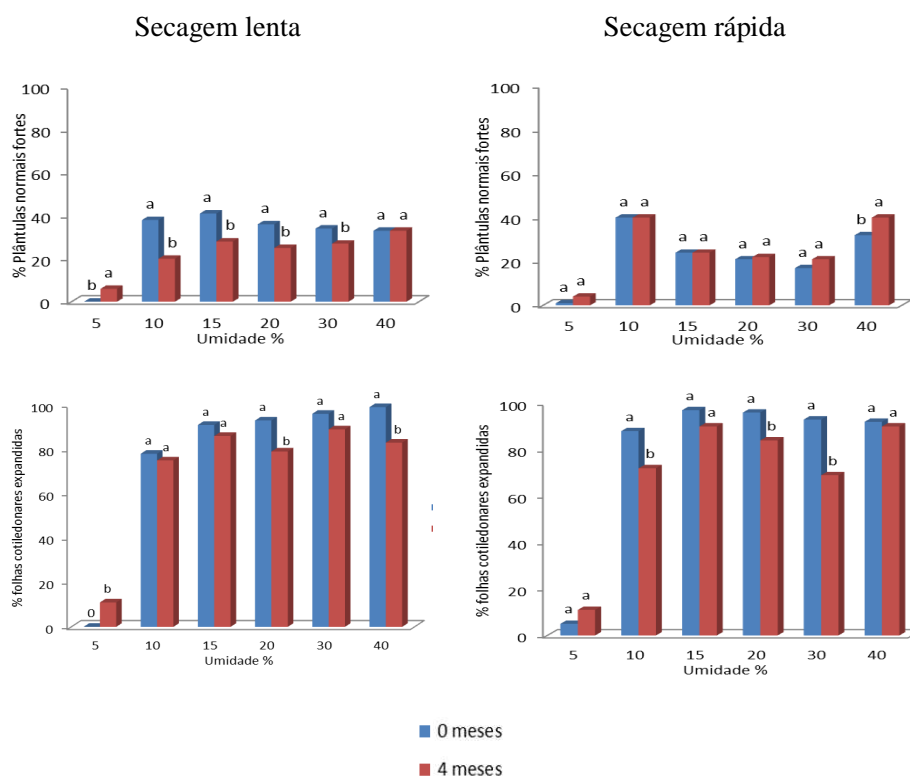 Secagem lenta
Secagem rápida
% Plântulas normais fortes
100
80
60
40
20
0
b a
a b
a b
a b
a b
a a
5 10 15 20 30 40
Umidade %
% Plântulas normais fortes
100
80
60
40
20
0
a a
a a
a a
a a
a a
b a
5 10 15 20 30 40
Umidade %
% folhas cotiledonares expandidas
100
80
60
40
20
0
0 b
a a
a a
a b
a a
a b
5 10 15 20 30 40
Umidade %
% folhas cotiledonares expandidas
100
80
60
40
20
0
a a
a b
a a
a b
a b
a a
5 10 15 20 30 40
Umidade %
0 meses
4 meses